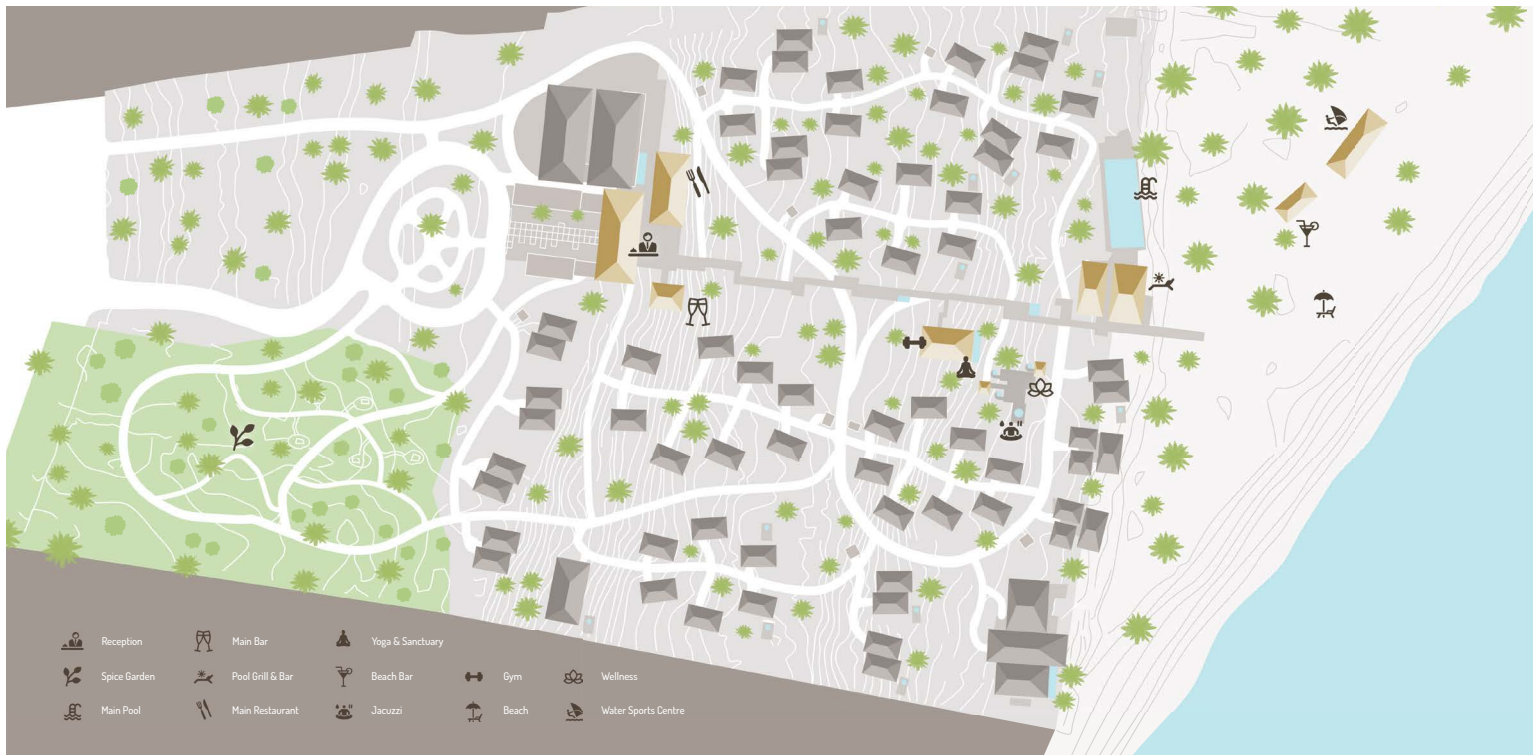 Reception
Main Bar
Yoga & Sanctuary
Spice Garden
Pool Grill & Bar
Beach Bar
Gym
Wellness
Main Pool
Main Restaurant
Jacuzzi
Beach
Water Sports Centre